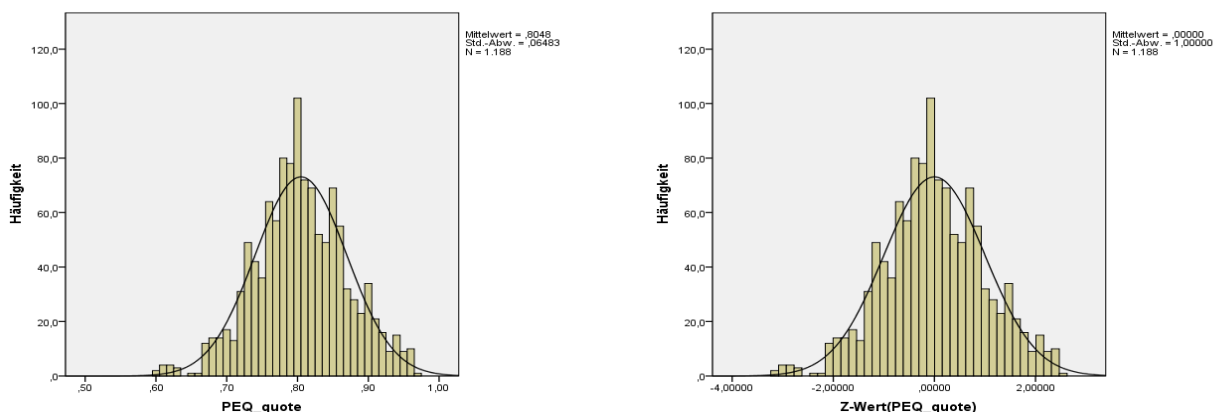 Mittelwert = ,8048
Std.-Abw. = ,06483
N = 1.188
120,0
100,0
80,0
60,0
40,0
20,0
,0
Häufigkeit
,50
,60
,70
,80
,90
1,00
PEQ_quote
Mittelwert = ,00000
Std.-Abw. = 1,00000
N = 1.188
120,0
100,0
80,0
60,0
40,0
20,0
,0
Häufigkeit
-4,00000
-2,00000
,00000
2,00000
Z-Wert(PEQ_quote)